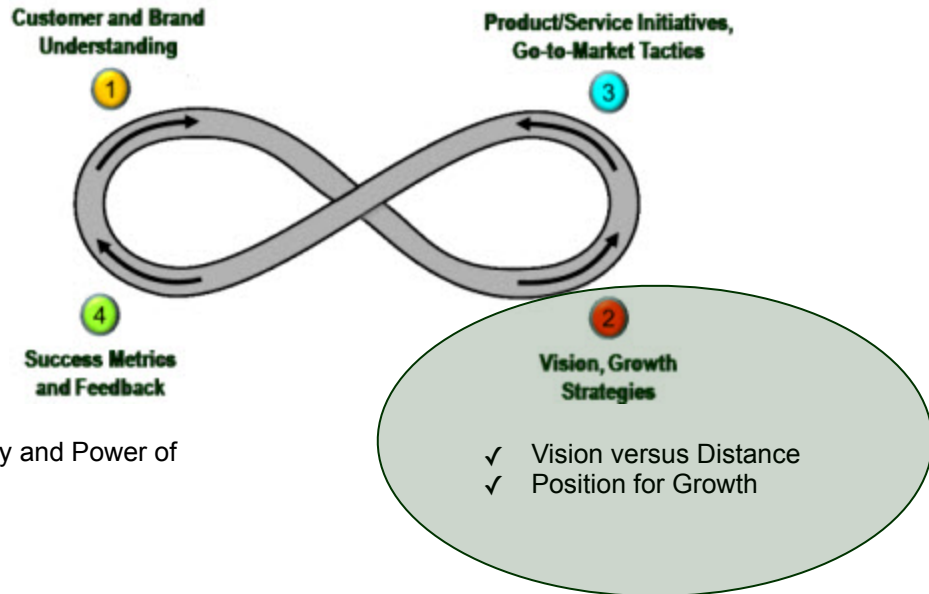 Customer and Brand
Understanding
1
Product/Service Initiatives,
Go-to-Market Tactics
3
4
Success Metrics
and Feedback
2
Vision, Growth
Strategies
y and Power of
✓ Vision versus Distance
✓ Position for Growth